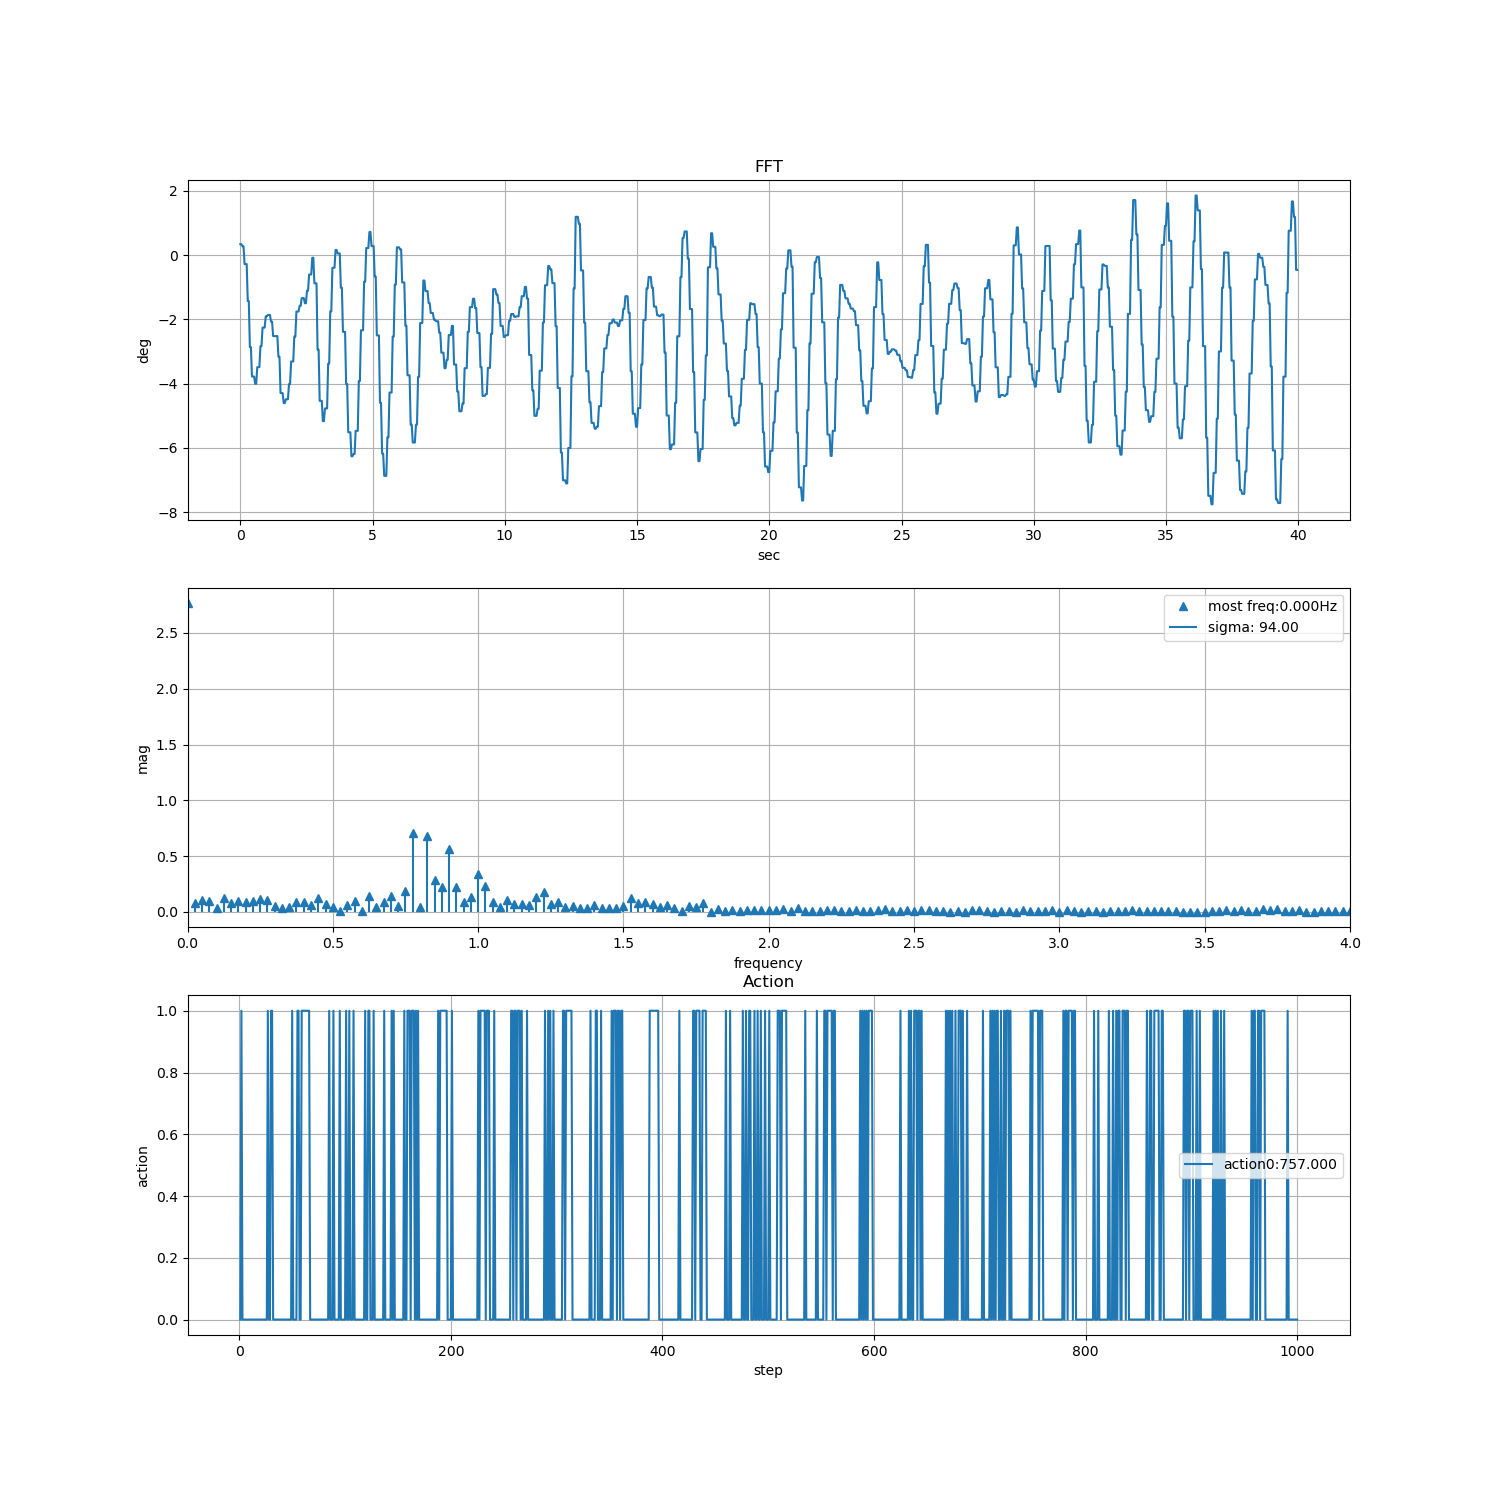 FFT
2
0
−2
−4
−6
−8
deg
0 5 10 15 20 25 30 35 40
sec
most freq:0.000Hz
sigma: 94.00
2.5
2.0
1.5
1.0
0.5
0.0
mag
0.0 0.5 1.0 1.5 2.0 2.5 3.0 3.5 4.0
frequency
Action
1.0
0.8
0.6
0.4
0.2
0.0
action
action0:757.000
0 200 400 600 800 1000
step